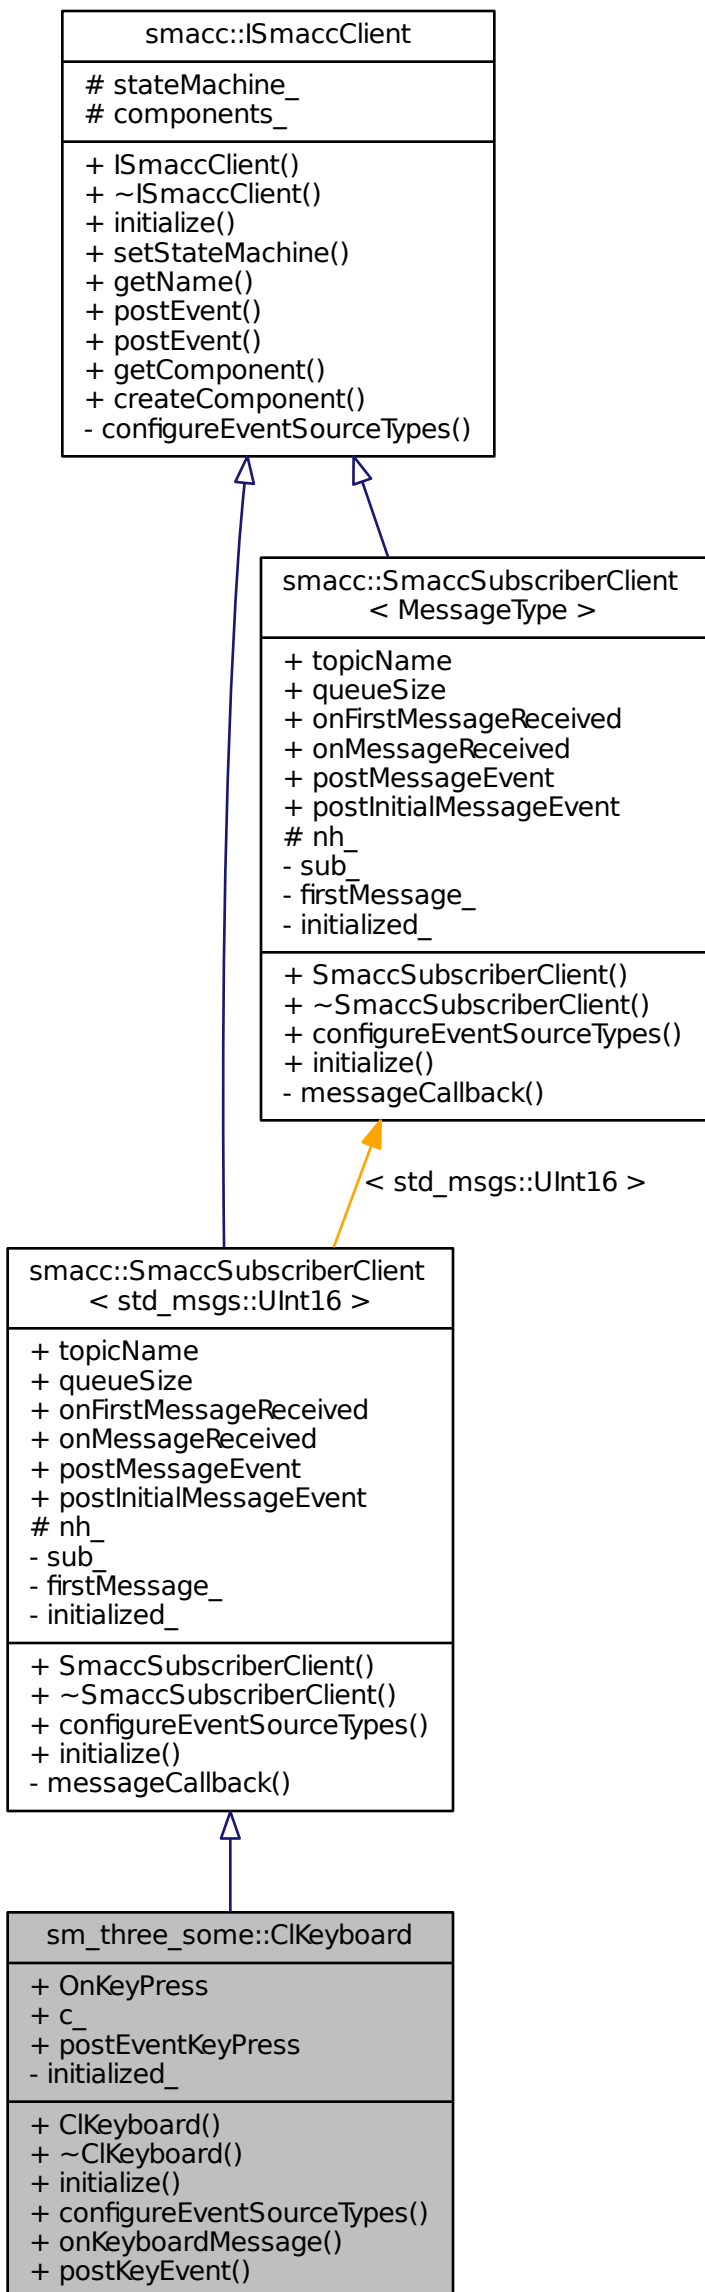 smacc::ISmaccClient
# stateMachine_
# components_
+ ISmaccClient()
+ ~ISmaccClient()
+ initialize()
+ setStateMachine()
+ getName()
+ postEvent()
+ postEvent()
+ getComponent()
+ createComponent()
- configureEventSourceTypes()
smacc::SmaccSubscriberClient
< MessageType >
+ topicName
+ queueSize
+ onFirstMessageReceived
+ onMessageReceived
+ postMessageEvent
+ postInitialMessageEvent
# nh_
- sub_
- firstMessage_
- initialized_
+ SmaccSubscriberClient()
+ ~SmaccSubscriberClient()
+ configureEventSourceTypes()
+ initialize()
- messageCallback()
< std_msgs::UInt16 >
smacc::SmaccSubscriberClient
< std_msgs::UInt16 >
+ topicName
+ queueSize
+ onFirstMessageReceived
+ onMessageReceived
+ postMessageEvent
+ postInitialMessageEvent
# nh_
- sub_
- firstMessage_
- initialized_
+ SmaccSubscriberClient()
+ ~SmaccSubscriberClient()
+ configureEventSourceTypes()
+ initialize()
- messageCallback()
sm_three_some::ClKeyboard
+ OnKeyPress
+ c_
+ postEventKeyPress
- initialized_
+ ClKeyboard()
+ ~ClKeyboard()
+ initialize()
+ configureEventSourceTypes()
+ onKeyboardMessage()
+ postKeyEvent()